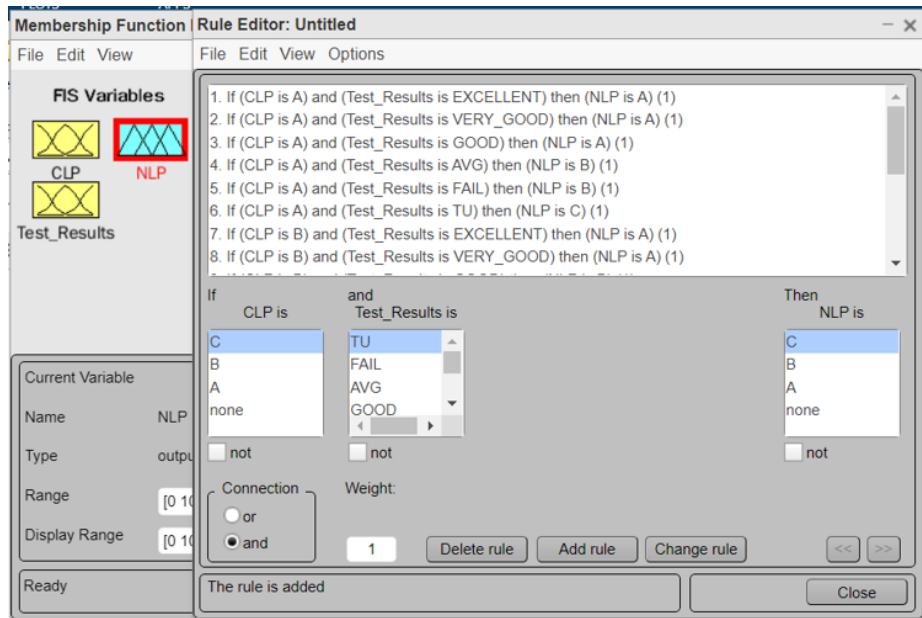 Membership Function
Rule Editor: Untitled
File Edit View
File Edit View Options
FIS Variables
CLP
NLP
Test_Results
1. If (CLP is A) and (Test_Results is EXCELLENT) then (NLP is A) (1)
2. If (CLP is A) and (Test_Results is VERY_GOOD) then (NLP is A) (1)
3. If (CLP is A) and (Test_Results is GOOD) then (NLP is A) (1)
4. If (CLP is A) and (Test_Results is AVG) then (NLP is B) (1)
5. If (CLP is A) and (Test_Results is FAIL) then (NLP is B) (1)
6. If (CLP is A) and (Test_Results is TU) then (NLP is C) (1)
7. If (CLP is B) and (Test_Results is EXCELLENT) then (NLP is A) (1)
8. If (CLP is B) and (Test_Results is VERY_GOOD) then (NLP is A) (1)
If
CLP is
and
Test_Results is
Then
NLP is
C
B
A
none
TU
FAIL
AVG
GOOD
C
B
A
none
not
not
not
Current Variable
Name NLP
Type outpu
Range [0 10
Display Range [0 10
Ready
Connection
or
and
Weight:
1
Delete rule
Add rule
Change rule
<<
>>
The rule is added
Close